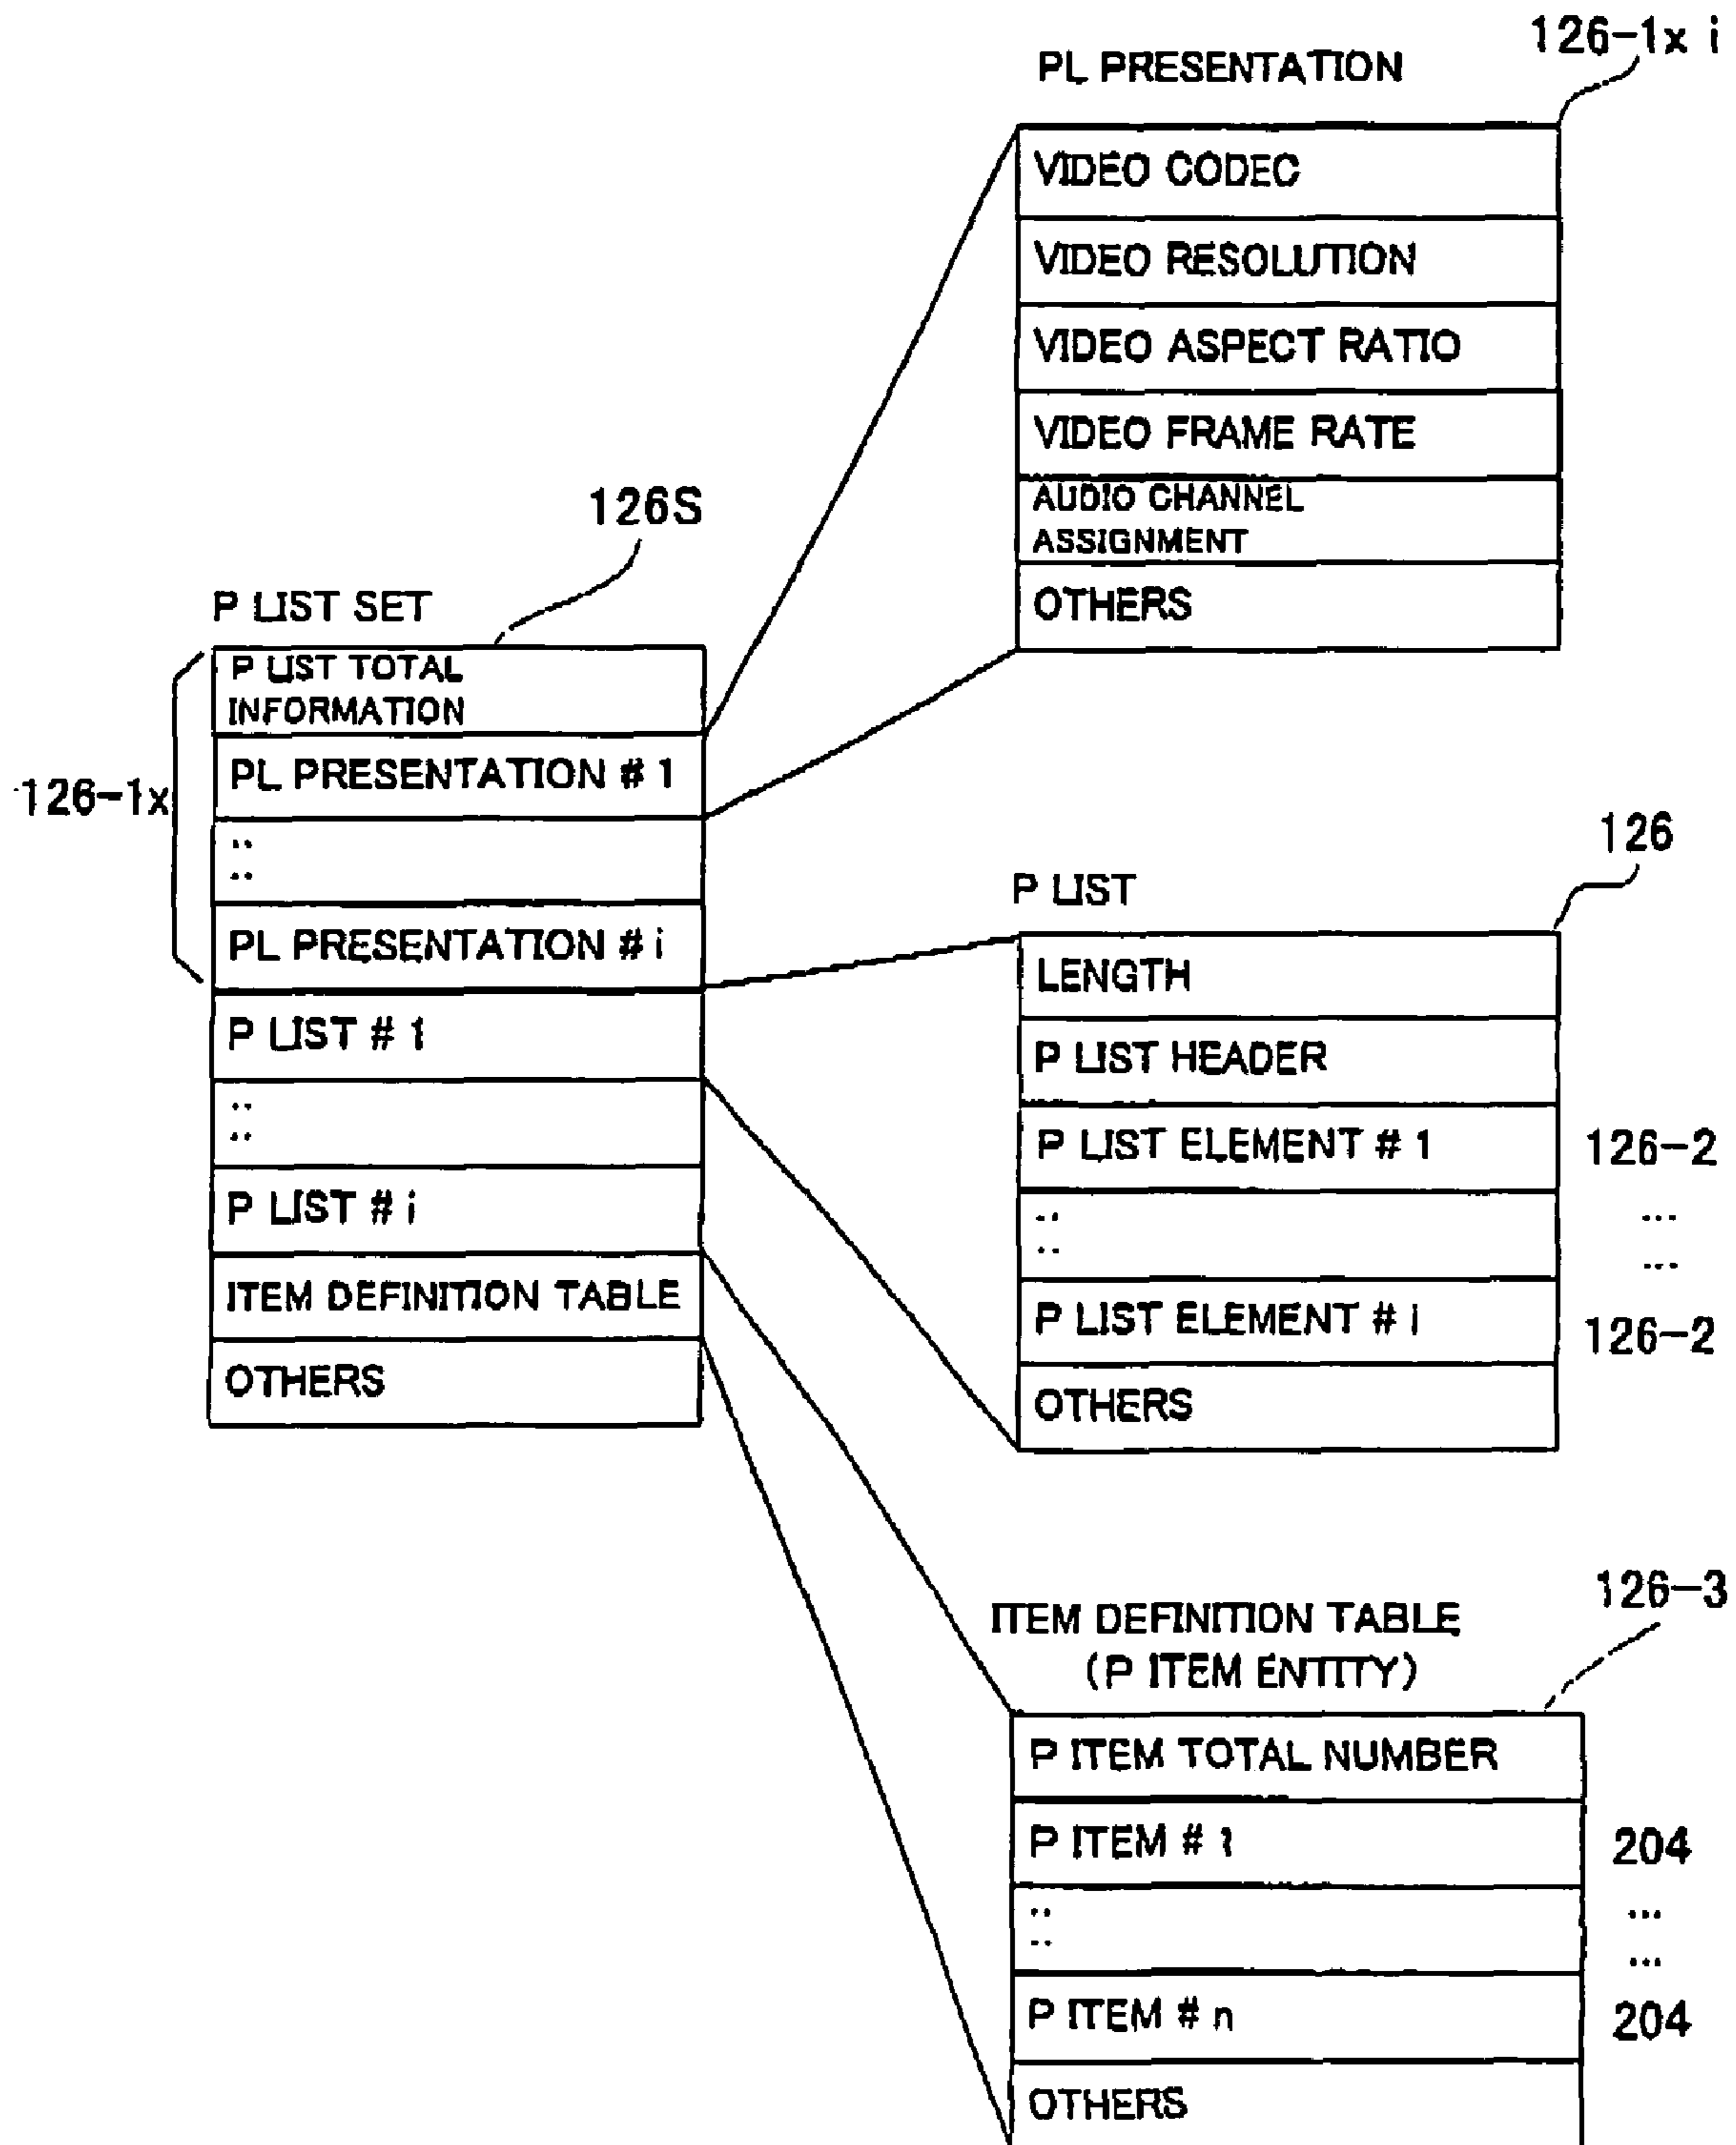 126-1x i
PL PRESENTATION
VIDEO CODEC
VIDEO RESOLUTION
VIDEO ASPECT RATIO
VIDEO FRAME RATE
AUDIO CHANNEL
ASSIGNMENT
OTHERS
126S
P LIST SET
P LIST TOTAL
INFORMATION
PL PRESENTATION # 1
::
PL PRESENTATION # i
126-1x
P LIST # 1
::
P LIST # i
ITEM DEFINITION TABLE
OTHERS
126
P LIST
LENGTH
P LIST HEADER
P LIST ELEMENT # 1
126-2
::
...
...
P LIST ELEMENT # i
126-2
OTHERS
126-3
ITEM DEFINITION TABLE
(P ITEM ENTITY)
P ITEM TOTAL NUMBER
P ITEM # 1
204
::
...
...
P ITEM # n
204
OTHERS